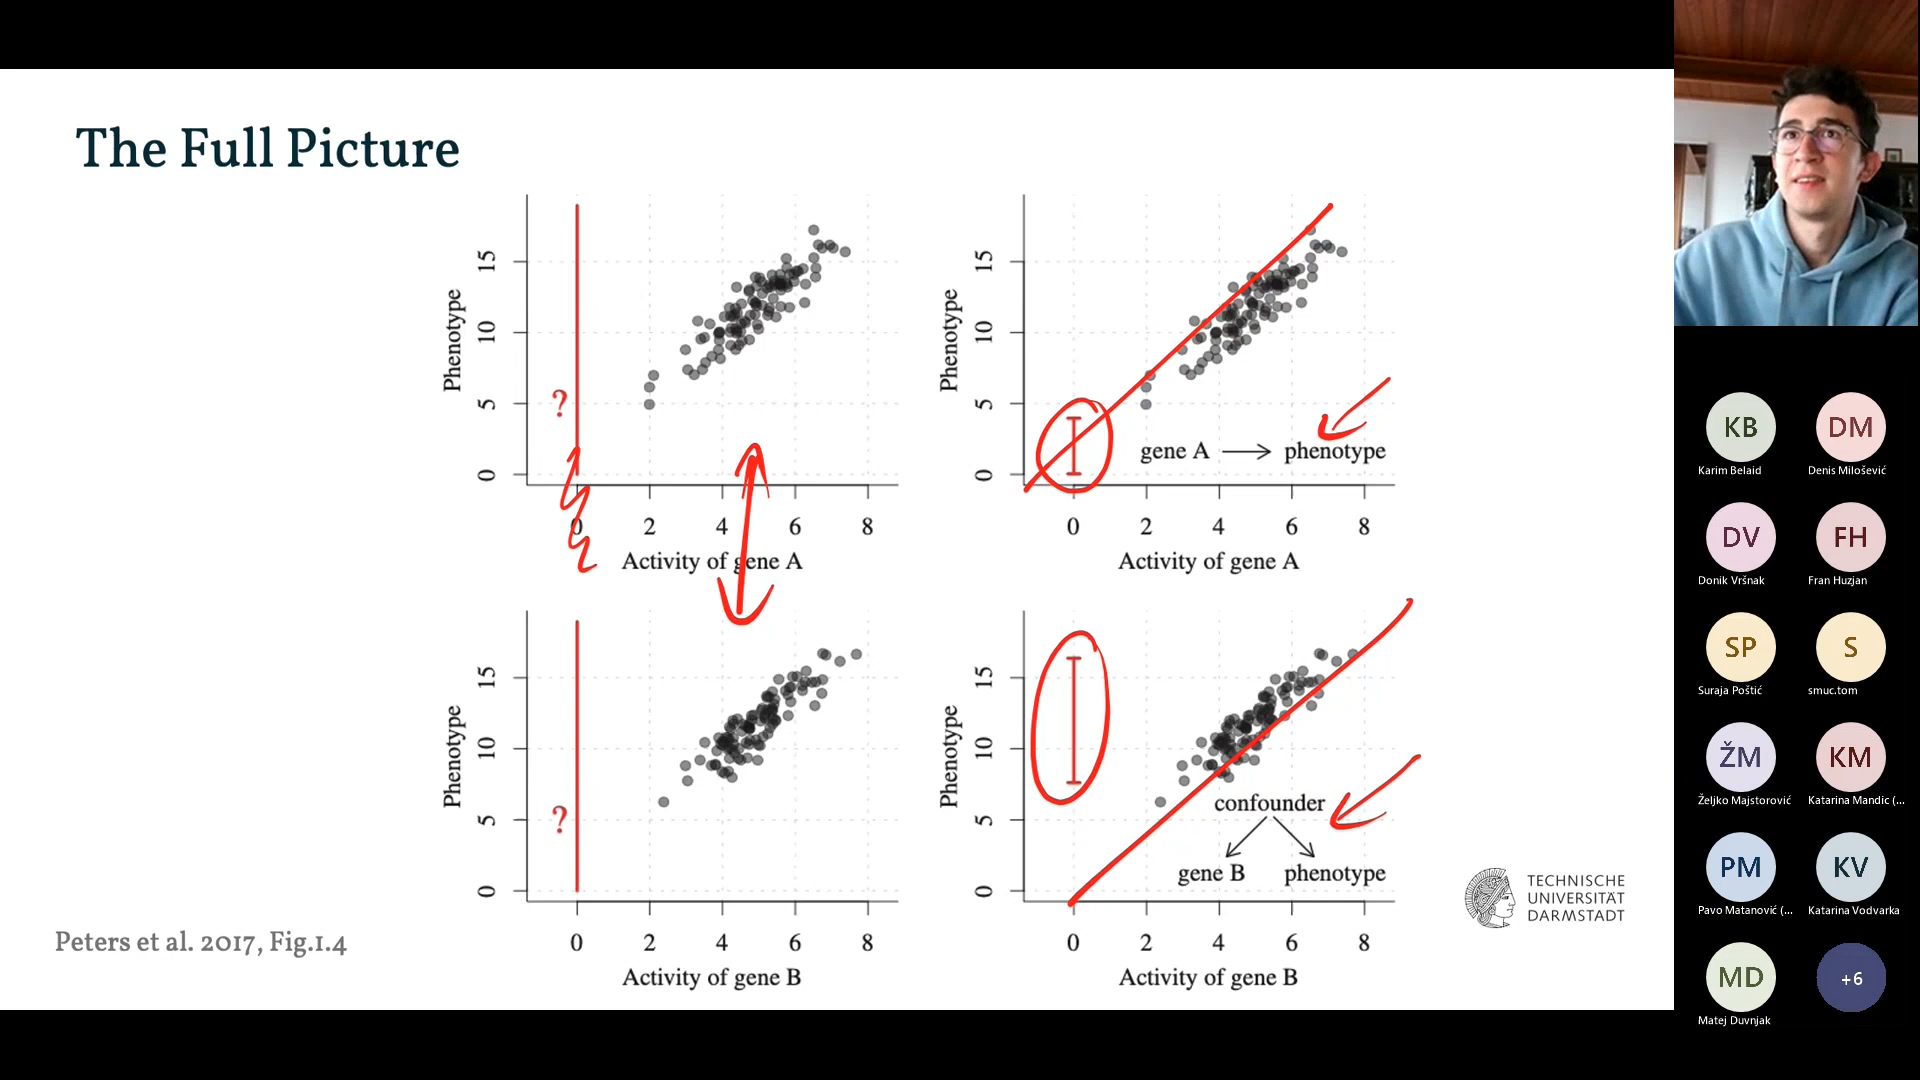 The Full Picture
Phenotype
15
10
5
0
?
0 2 4 6 8
Activity of gene A
Phenotype
15
10
5
0
gene A phenotype
0 2 4 6 8
Activity of gene A
Phenotype
15
10
5
0
?
0 2 4 6 8
Activity of gene B
Phenotype
15
10
5
0
confounder
gene B phenotype
0 2 4 6 8
Activity of gene B
Peters et al. 2017, Fig.1.4
TECHNISCHE
UNIVERSITÄT
DARMSTADT
KB DM
Karim Belaid Denis Milošević
DV FH
Donik Vršnak Fran Huzjan
SP S
Suraja Poštić smuc.tom
ŽM KM
Željko Majstorović Katarina Mandic (...
PM KV
Pavo Matanović (... Katarina Vodvarka
MD +6
Matej Duvnjak